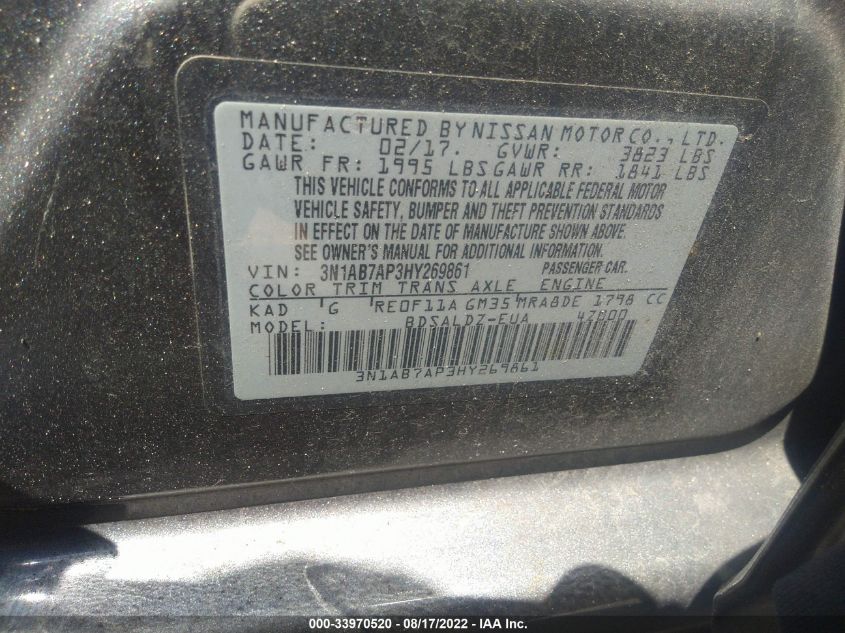 MANUFACTURED BY NISSAN MOTOR CO., LTD.
DATE: 02/17. GVWR: 3823 LBS
GAWR FR: 1995 LBS GAWR RR: 1841 LBS
THIS VEHICLE CONFORMS TO ALL APPLICABLE FEDERAL MOTOR
VEHICLE SAFETY, BUMPER AND THEFT PREVENTION STANDARDS
IN EFFECT ON THE DATE OF MANUFACTURE SHOWN ABOVE.
SEE OWNER'S MANUAL FOR ADDITIONAL INFORMATION.
VIN: 3N1AB7AP3HY269861 PASSENGER CAR.
COLOR TRIM TRANS AXLE ENGINE
KAD G RE0F11A GM35 MRA8DE 1798 CC
MODEL: BDSALDZ-EUA 4ZB00
3N1AB7AP3HY269861
000-33970520 - 08/17/2022 - IAA Inc.